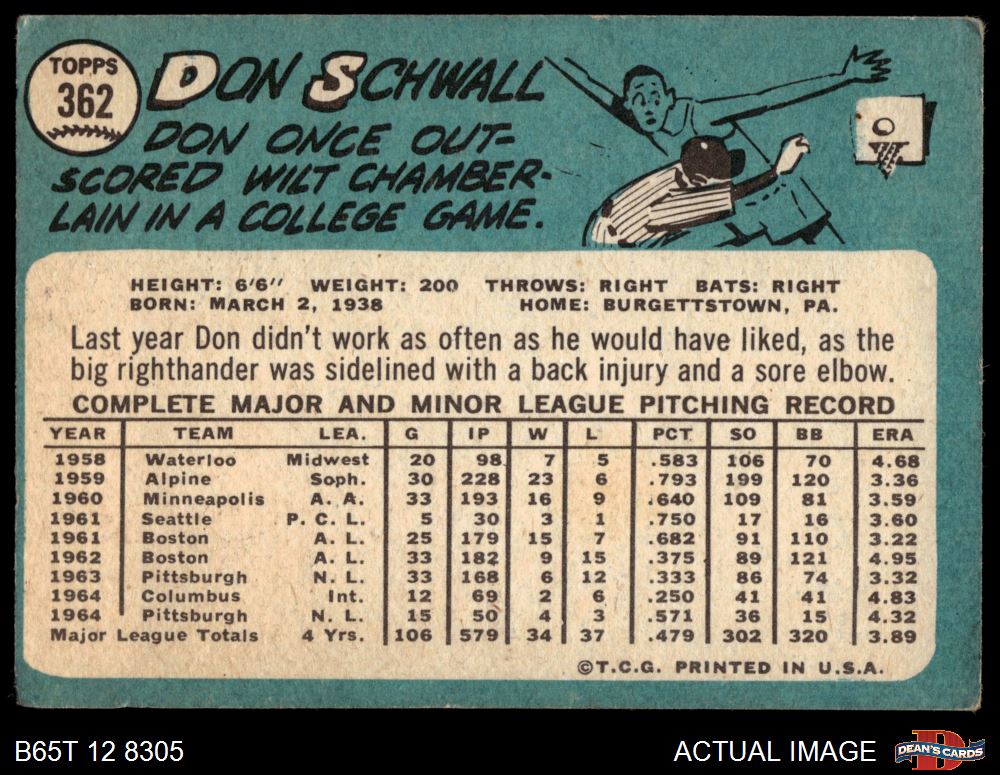 TOPPS
362
DON SCHWALL
DON ONCE OUT-
SCORED WILT CHAMBER-
LAIN IN A COLLEGE GAME.
HEIGHT: 6'6" WEIGHT: 200 THROWS: RIGHT BATS: RIGHT
BORN: MARCH 2, 1938 HOME: BURGETTSTOWN, PA.
Last year Don didn't work as often as he would have liked, as the
big righthander was sidelined with a back injury and a sore elbow.
COMPLETE MAJOR AND MINOR LEAGUE PITCHING RECORD
YEAR TEAM LEA. G IP W L PCT SO BB ERA
1958 Waterloo Midwest 20 98 7 5 .583 106 70 4.68
1959 Alpine Soph. 30 228 23 6 .793 199 120 3.36
1960 Minneapolis A. A. 33 193 16 9 .640 109 81 3.59
1961 Seattle P. C. L. 5 30 3 1 .750 17 16 3.60
1961 Boston A. L. 25 179 15 7 .682 91 110 3.22
1962 Boston A. L. 33 182 9 15 .375 89 121 4.95
1963 Pittsburgh N. L. 33 168 6 12 .333 86 74 3.32
1964 Columbus Int. 12 69 2 6 .250 41 41 4.83
1964 Pittsburgh N. L. 15 50 4 3 .571 36 15 4.32
Major League Totals 4 Yrs. 106 579 34 37 .479 302 320 3.89
©T.C.G. PRINTED IN U.S.A.
B65T 12 8305 ACTUAL IMAGE DEAN'S CARDS